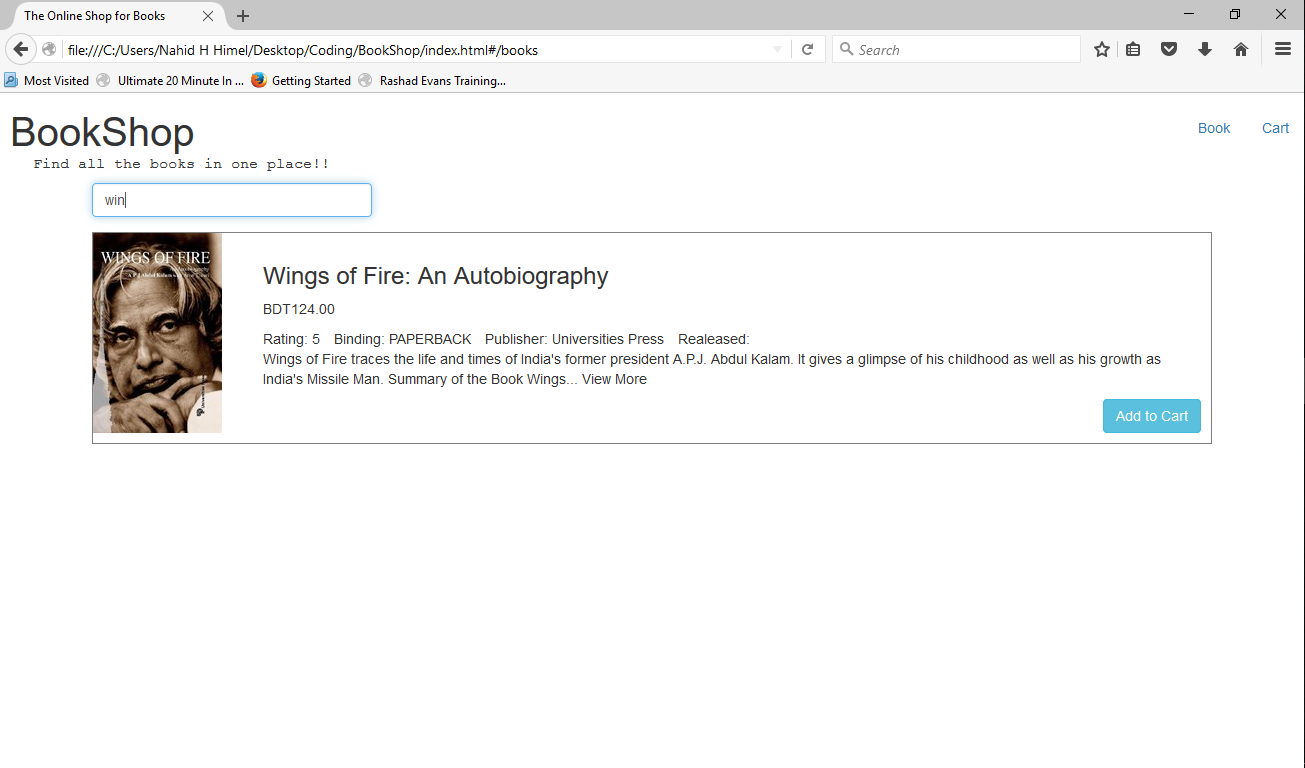 The Online Shop for Books
file:///C:/Users/Nahid H Himel/Desktop/Coding/BookShop/index.html#/books
Search
Most Visited Ultimate 20 Minute In ... Getting Started Rashad Evans Training...
BookShop
Book Cart
Find all the books in one place!!
win
WINGS OF FIRE
Wings of Fire: An Autobiography
BDT124.00
Rating: 5 Binding: PAPERBACK Publisher: Universities Press Realeased:
Wings of Fire traces the life and times of India's former president A.P.J. Abdul Kalam. It gives a glimpse of his childhood as well as his growth as
India's Missile Man. Summary of the Book Wings... View More
Add to Cart